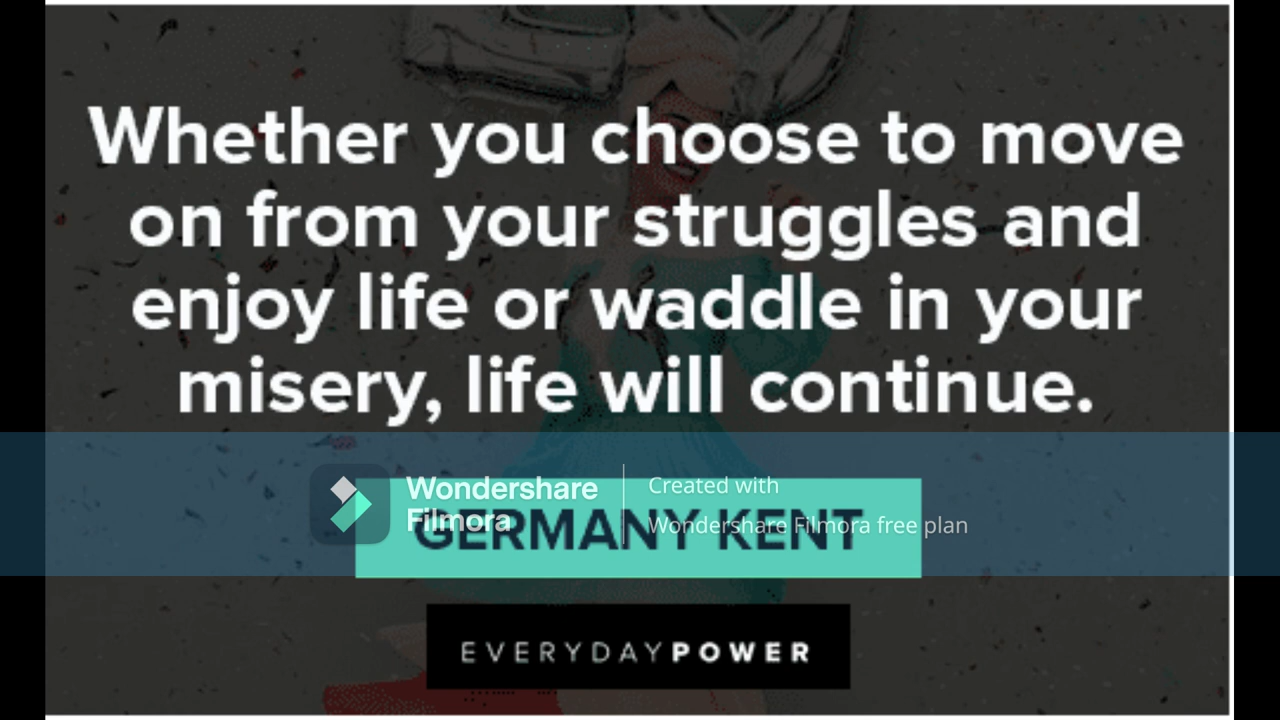 Whether you choose to move
on from your struggles and
enjoy life or waddle in your
misery, life will continue.
Wondershare
Filmora
Created with
Wondershare Filmora free plan
GERMANY KENT
EVERYDAYPOWER